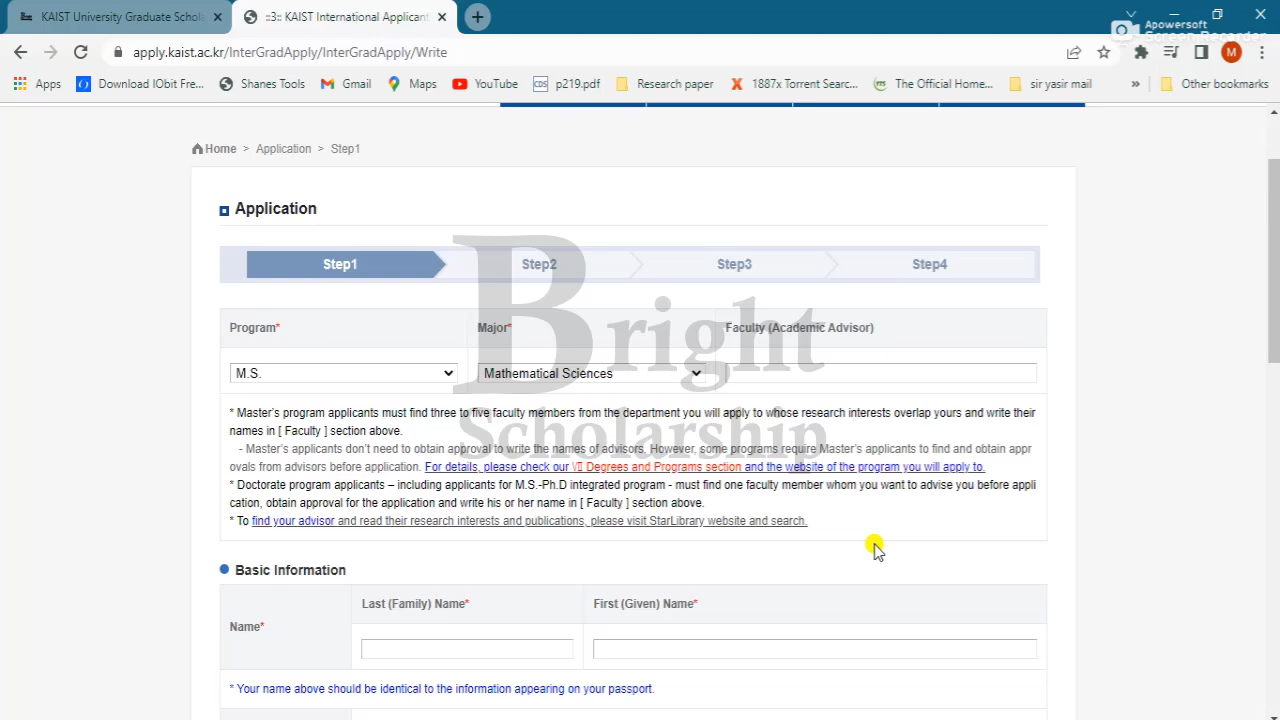 KAIST University Graduate Schola
:3:: KAIST International Applicant
Apowersoft
Screen Recorder
apply.kaist.ac.kr/InterGradApply/InterGradApply/Write
M
Apps
Download IObit Fre...
Shanes Tools
Gmail
Maps
YouTube
CDS
p219.pdf
Research paper
1887x Torrent Searc...
The Official Home...
sir yasir mail
»
Other bookmarks
Home > Application > Step1
Application
Step1
Step2
Step3
Step4
Program*
Major*
Faculty (Academic Advisor)
M.S.
Mathematical Sciences
Bright
Scholarship
* Master's program applicants must find three to five faculty members from the department you will apply to whose research interests overlap yours and write their
names in [ Faculty ] section above.
- Master's applicants don't need to obtain approval to write the names of advisors. However, some programs require Master's applicants to find and obtain appr
ovals from advisors before application. For details, please check our Ⅶ Degrees and Programs section and the website of the program you will apply to.
* Doctorate program applicants – including applicants for M.S.-Ph.D integrated program - must find one faculty member whom you want to advise you before appli
cation, obtain approval for the application and write his or her name in [ Faculty ] section above.
* To find your advisor and read their research interests and publications, please visit StarLibrary website and search.
Basic Information
Name*
Last (Family) Name*
First (Given) Name*
* Your name above should be identical to the information appearing on your passport.